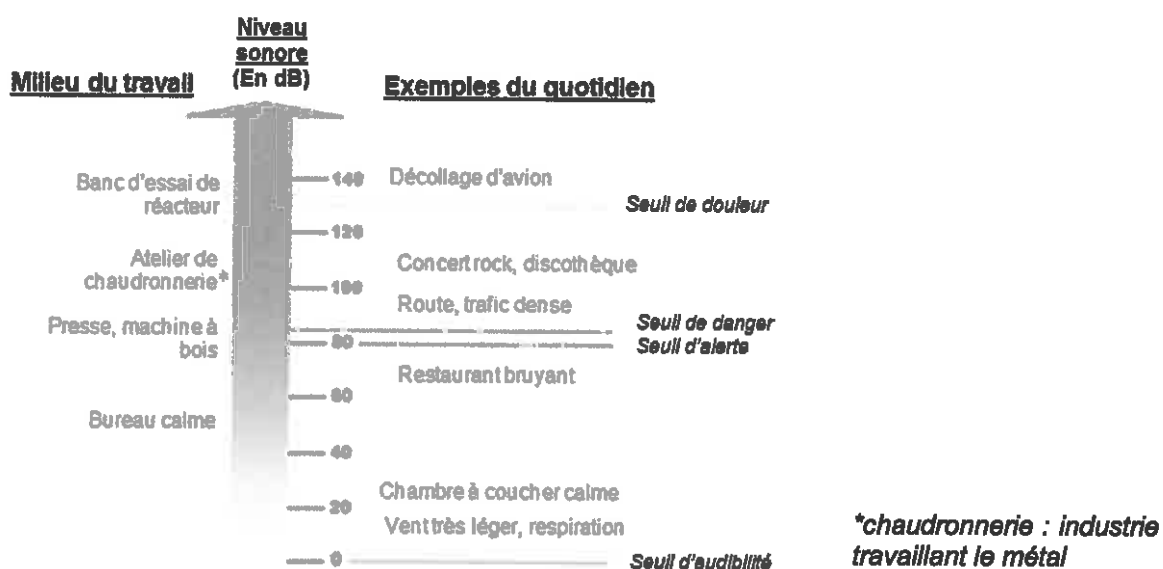 Niveau
sonore
(En dB)
Milieu du travail
Exemples du quotidien
Banc d'essai de
réacteur
140
Décollage d'avion
Seuil de douleur
120
Atelier de
chaudronnerie*
Concert rock, discothèque
100
Route, trafic dense
Presse, machine à
bois
Seuil de danger
80
Seuil d'alerte
Restaurant bruyant
60
Bureau calme
40
Chambre à coucher calme
20
Vent très léger, respiration
0
Seuil d'audibilité
*chaudronnerie : industrie
travaillant le métal